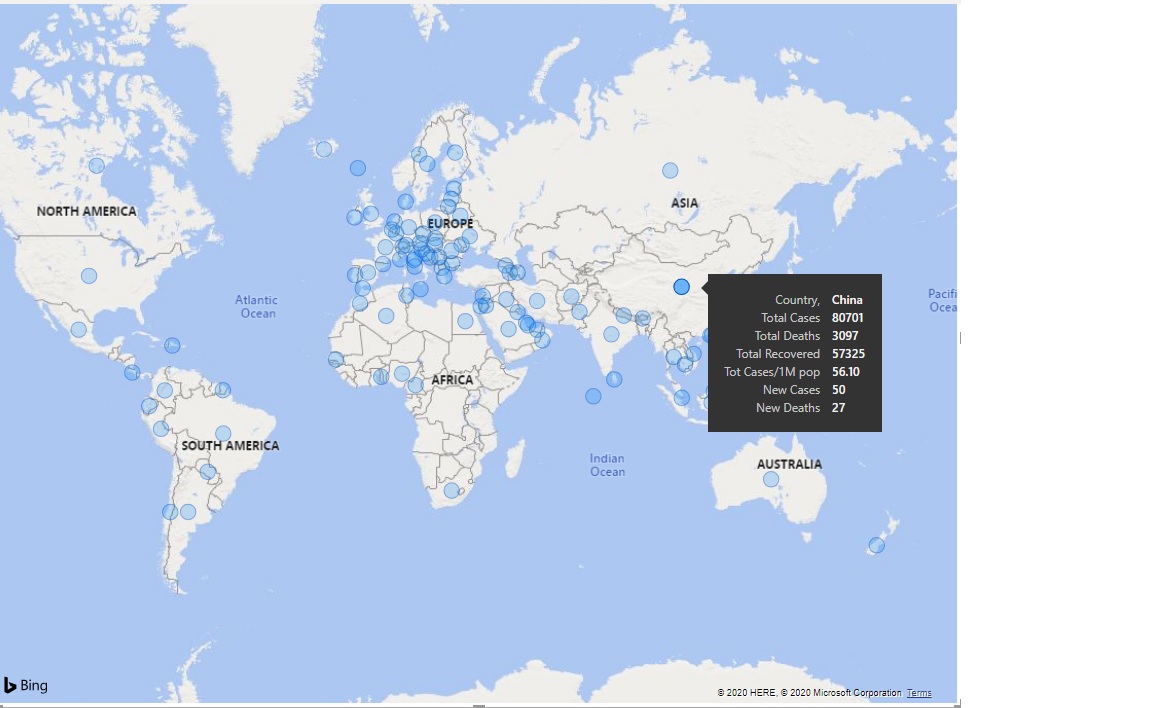 NORTH AMERICA
ASIA
EUROPE
Atlantic
Ocean
Country, China
Total Cases 80701
Total Deaths 3097
Total Recovered 57325
Tot Cases/1M pop 56.10
New Cases 50
New Deaths 27
Pacifi
Ocea
AFRICA
SOUTH AMERICA
Indian
Ocean
AUSTRALIA
Bing
© 2020 HERE, © 2020 Microsoft Corporation Terms